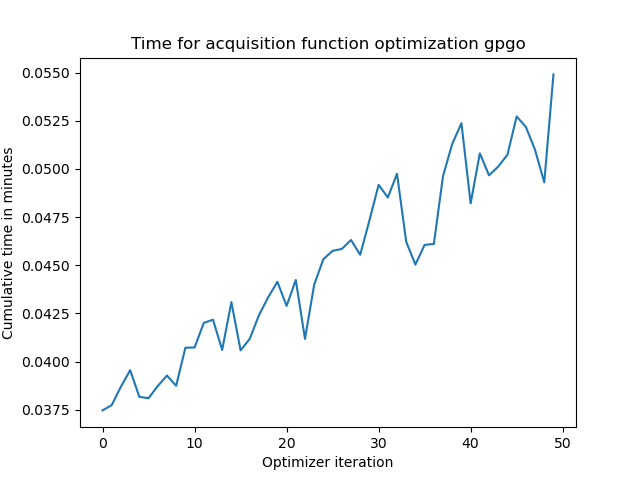 Time for acquisition function optimization gpgo
Cumulative time in minutes
0.0550
0.0525
0.0500
0.0475
0.0450
0.0425
0.0400
0.0375
0 10 20 30 40 50
Optimizer iteration